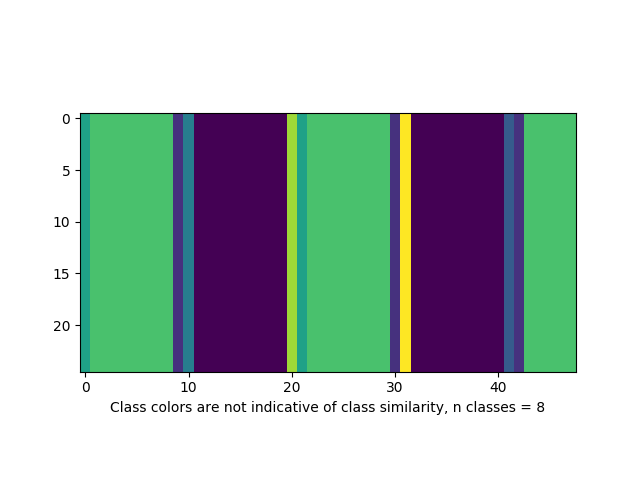 0
5
10
15
20
0 10 20 30 40
Class colors are not indicative of class similarity, n classes = 8